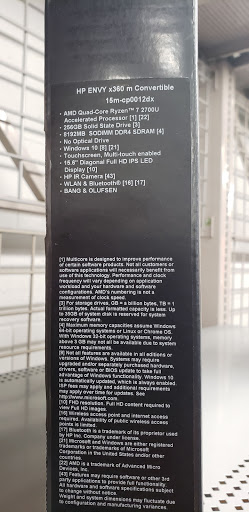 HP ENVY x360 m Convertible
15m-cp0012dx
• AMD Quad-Core Ryzen™ 7 2700U
Accelerated Processor [1] [22]
• 256GB Solid State Drive [3]
• 8192MB SODIMM DDR4 SDRAM [4]
• No Optical Drive
• Windows 10 [8] [21]
• Touchscreen, Multi-touch enabled
• 15.6" Diagonal Full HD IPS LED
Display [10]
• HP IR Camera [43]
• WLAN & Bluetooth® [16] [17]
• BANG & OLUFSEN
[1] Multicore is designed to improve performance
of certain software products. Not all customers or
software applications will necessarily benefit from
use of this technology. Performance and clock
frequency will vary depending on application
workload and your hardware and software
configurations. AMD's numbering is not a
measurement of clock speed.
[3] For storage drives, GB = a billion bytes, TB = 1
trillion bytes. Actual formatted capacity is less. Up
to 35GB of system disk is reserved for system
recovery software.
[4] Maximum memory capacities assume Windows
64-bit operating systems or Linux or Chrome OS.
With Windows 32-bit operating systems, memory
above 3 GB may not all be available due to system
resource requirements.
[8] Not all features are available in all editions or
versions of Windows. Systems may require
upgraded and/or separately purchased hardware,
drivers, software or BIOS update to take full
advantage of Windows functionality. Windows 10
is automatically updated, which is always enabled.
ISP fees may apply and additional requirements
may apply over time for updates. See
http://www.microsoft.com.
[10] FHD resolution. Full HD content required to
view Full HD images.
[16] Wireless access point and internet access
required. Availability of public wireless access
points is limited.
[17] Bluetooth is a trademark of its proprietor used
by HP Inc. Company under license.
[21] Microsoft and Windows are either registered
trademarks or trademarks of Microsoft
Corporation in the United States and/or other
countries.
[22] AMD is a trademark of Advanced Micro
Devices, Inc.
[43] Features may require software or other 3rd
party applications to provide full functionality.
All hardware and software specifications subject
to change without notice.
Weight and system dimensions may fluctuate due
to configuration and manufacturing variances.